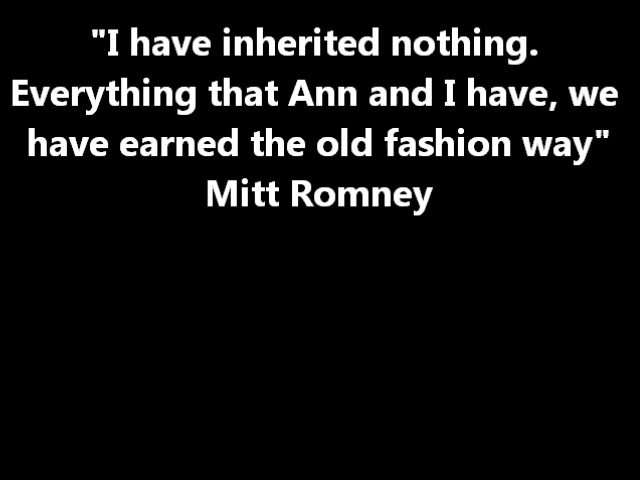 "I have inherited nothing.
Everything that Ann and I have, we
have earned the old fashion way"
Mitt Romney